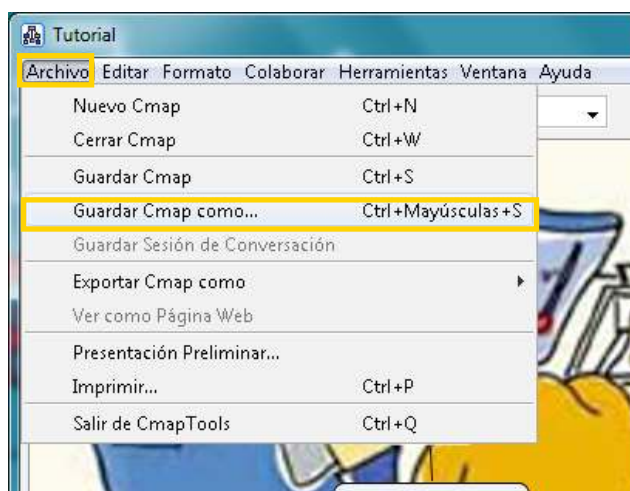 Tutorial
Archivo Editar Formato Colaborar Herramientas Ventana Ayuda
Nuevo Cmap Ctrl+N
Cerrar Cmap Ctrl+W
Guardar Cmap Ctrl+S
Guardar Cmap como... Ctrl+Mayúsculas+S
Guardar Sesión de Conversación
Exportar Cmap como
Ver como Página Web
Presentación Preliminar...
Imprimir... Ctrl+P
Salir de CmapTools Ctrl+Q